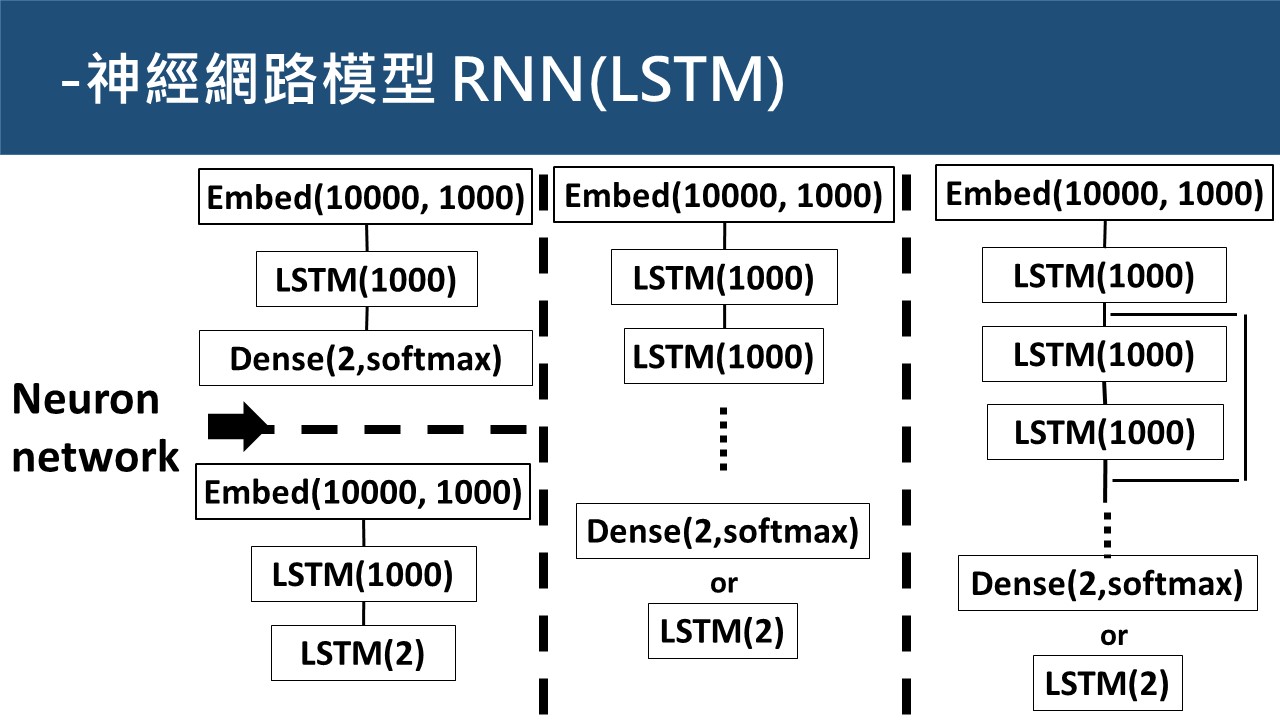 -神經網路模型 RNN(LSTM)
Neuron
network
Embed(10000, 1000)
LSTM(1000)
Dense(2,softmax)
Embed(10000, 1000)
LSTM(1000)
LSTM(2)
Embed(10000, 1000)
LSTM(1000)
LSTM(1000)
Dense(2,softmax)
or
LSTM(2)
Embed(10000, 1000)
LSTM(1000)
LSTM(1000)
LSTM(1000)
Dense(2,softmax)
or
LSTM(2)